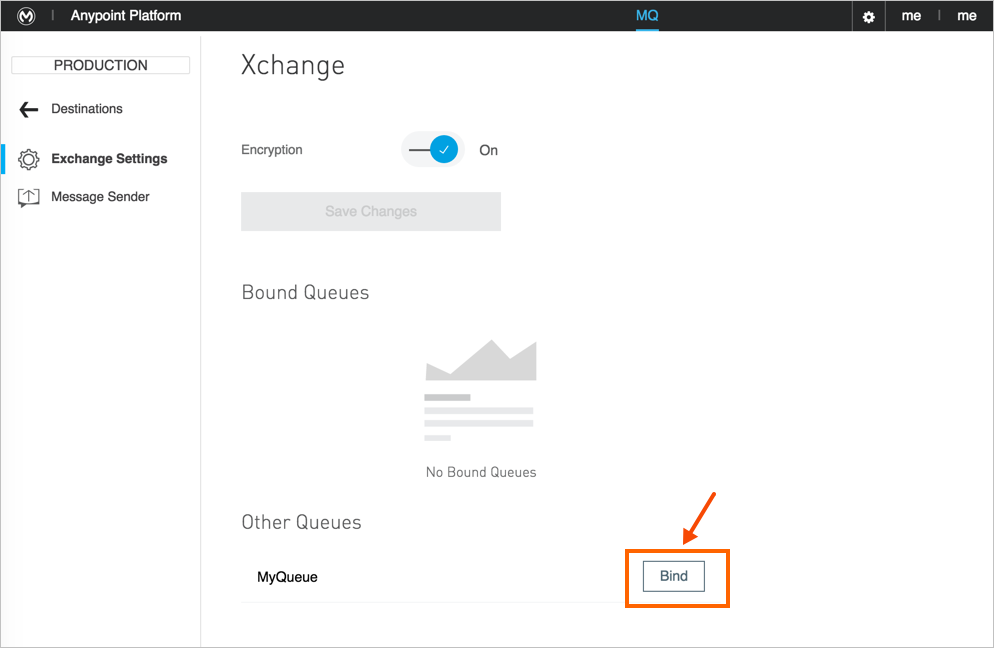 Anypoint Platform
MQ
me
me
PRODUCTION
Destinations
Exchange Settings
Message Sender
Xchange
Encryption
On
Save Changes
Bound Queues
No Bound Queues
Other Queues
MyQueue
Bind